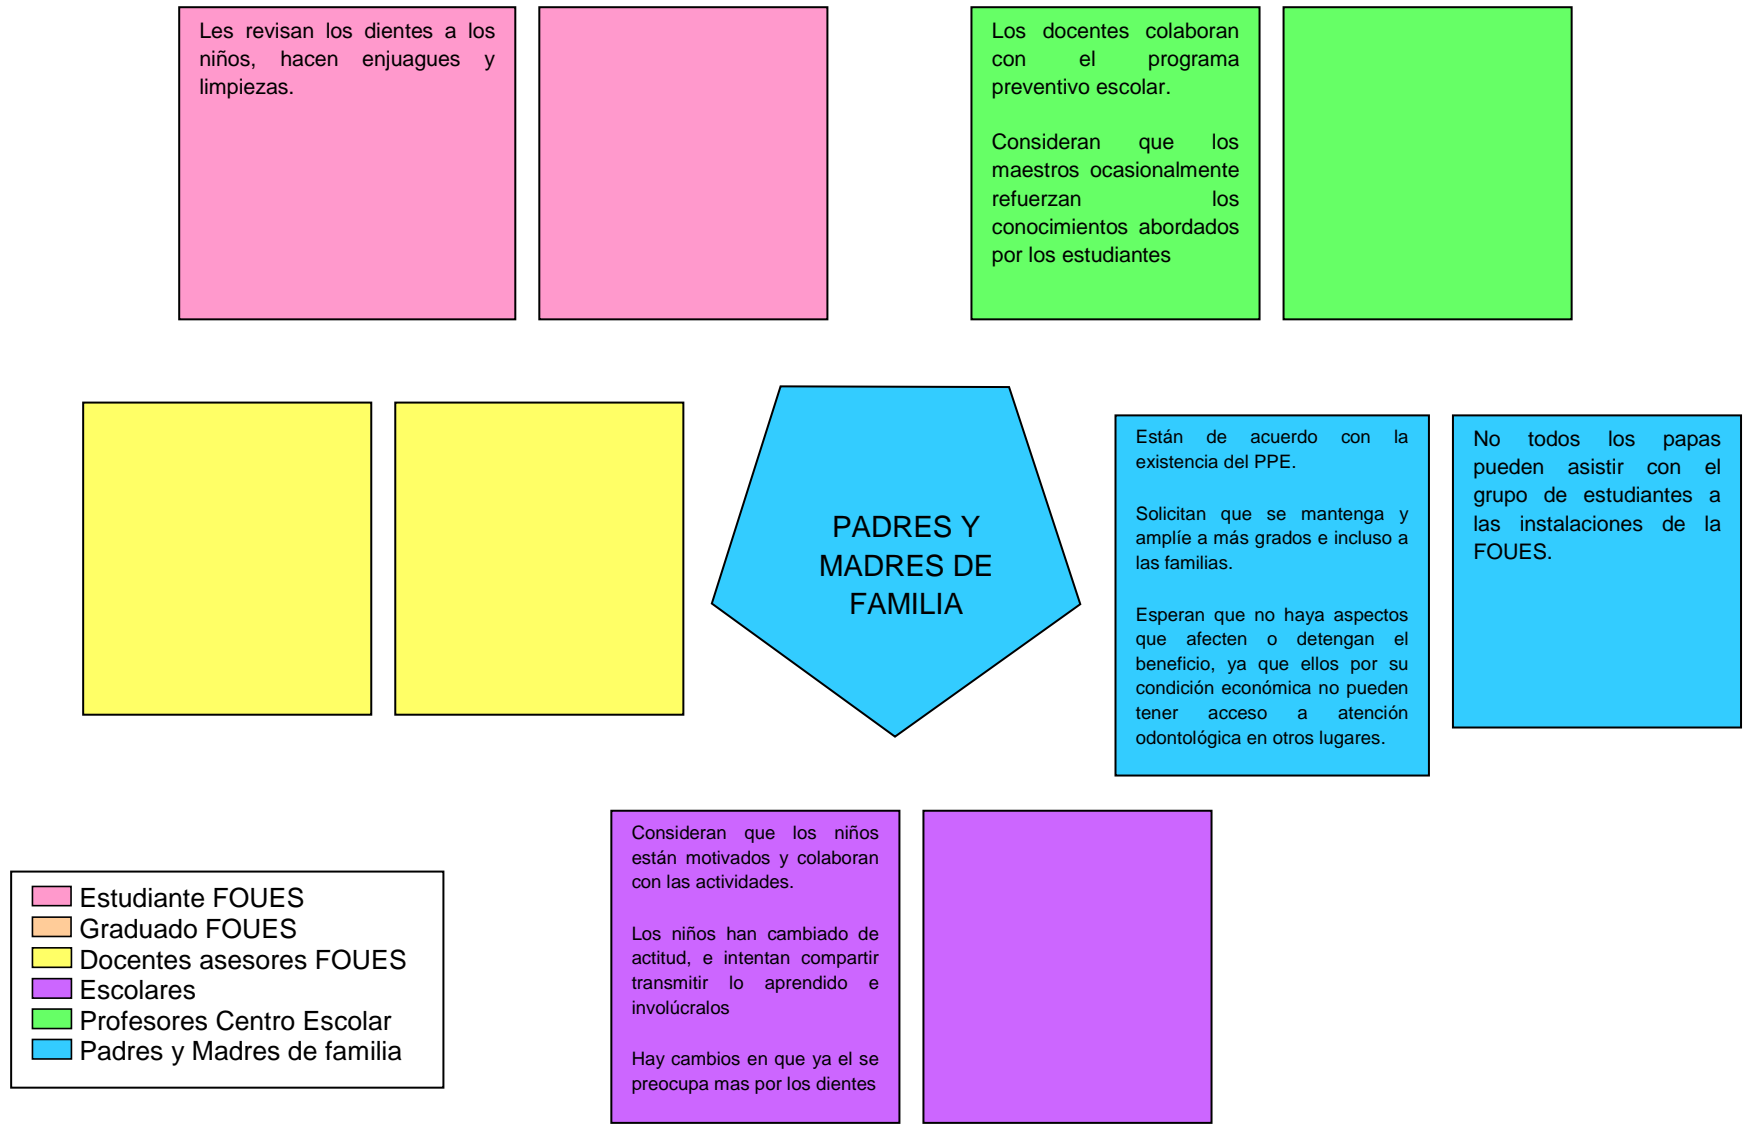 Les revisan los dientes a los
niños, hacen enjuagues y
limpiezas.
Los docentes colaboran
con el programa
preventivo escolar.
Consideran que los
maestros ocasionalmente
refuerzan los
conocimientos abordados
por los estudiantes
PADRES Y
MADRES DE
FAMILIA
Están de acuerdo con la
existencia del PPE.
Solicitan que se mantenga y
amplíe a más grados e incluso a
las familias.
Esperan que no haya aspectos
que afecten o detengan el
beneficio, ya que ellos por su
condición económica no pueden
tener acceso a atención
odontológica en otros lugares.
No todos los papas
pueden asistir con el
grupo de estudiantes a
las instalaciones de la
FOUES.
Consideran que los niños
están motivados y colaboran
con las actividades.
Los niños han cambiado de
actitud, e intentan compartir
transmitir lo aprendido e
involúcralos
Hay cambios en que ya el se
preocupa mas por los dientes
Estudiante FOUES
Graduado FOUES
Docentes asesores FOUES
Escolares
Profesores Centro Escolar
Padres y Madres de familia